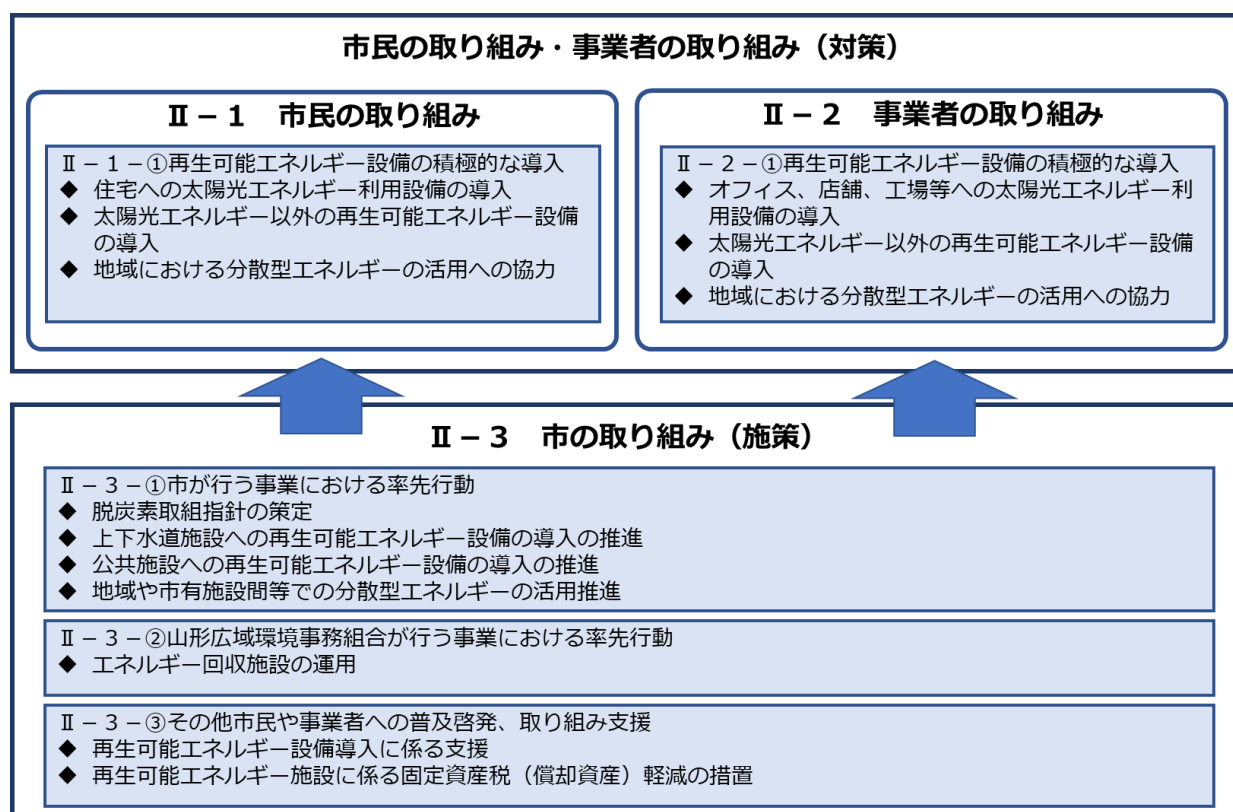 市民の取り組み・事業者の取り組み（対策）
Ⅱ－１　市民の取り組み
Ⅱ－１－①再生可能エネルギー設備の積極的な導入
◆ 住宅への太陽光エネルギー利用設備の導入
◆ 太陽光エネルギー以外の再生可能エネルギー設備
の導入
◆ 地域における分散型エネルギーの活用への協力
Ⅱ－２　事業者の取り組み
Ⅱ－２－①再生可能エネルギー設備の積極的な導入
◆ オフィス、店舗、工場等への太陽光エネルギー利
用設備の導入
◆ 太陽光エネルギー以外の再生可能エネルギー設備
の導入
◆ 地域における分散型エネルギーの活用への協力
Ⅱ－３　市の取り組み（施策）
Ⅱ－３－①市が行う事業における率先行動
◆ 脱炭素取組指針の策定
◆ 上下水道施設への再生可能エネルギー設備の導入の推進
◆ 公共施設への再生可能エネルギー設備の導入の推進
◆ 地域や市有施設間等での分散型エネルギーの活用推進
Ⅱ－３－②山形広域環境事務組合が行う事業における率先行動
◆ エネルギー回収施設の運用
Ⅱ－３－③その他市民や事業者への普及啓発、取り組み支援
◆ 再生可能エネルギー設備導入に係る支援
◆ 再生可能エネルギー施設に係る固定資産税（償却資産）軽減の措置